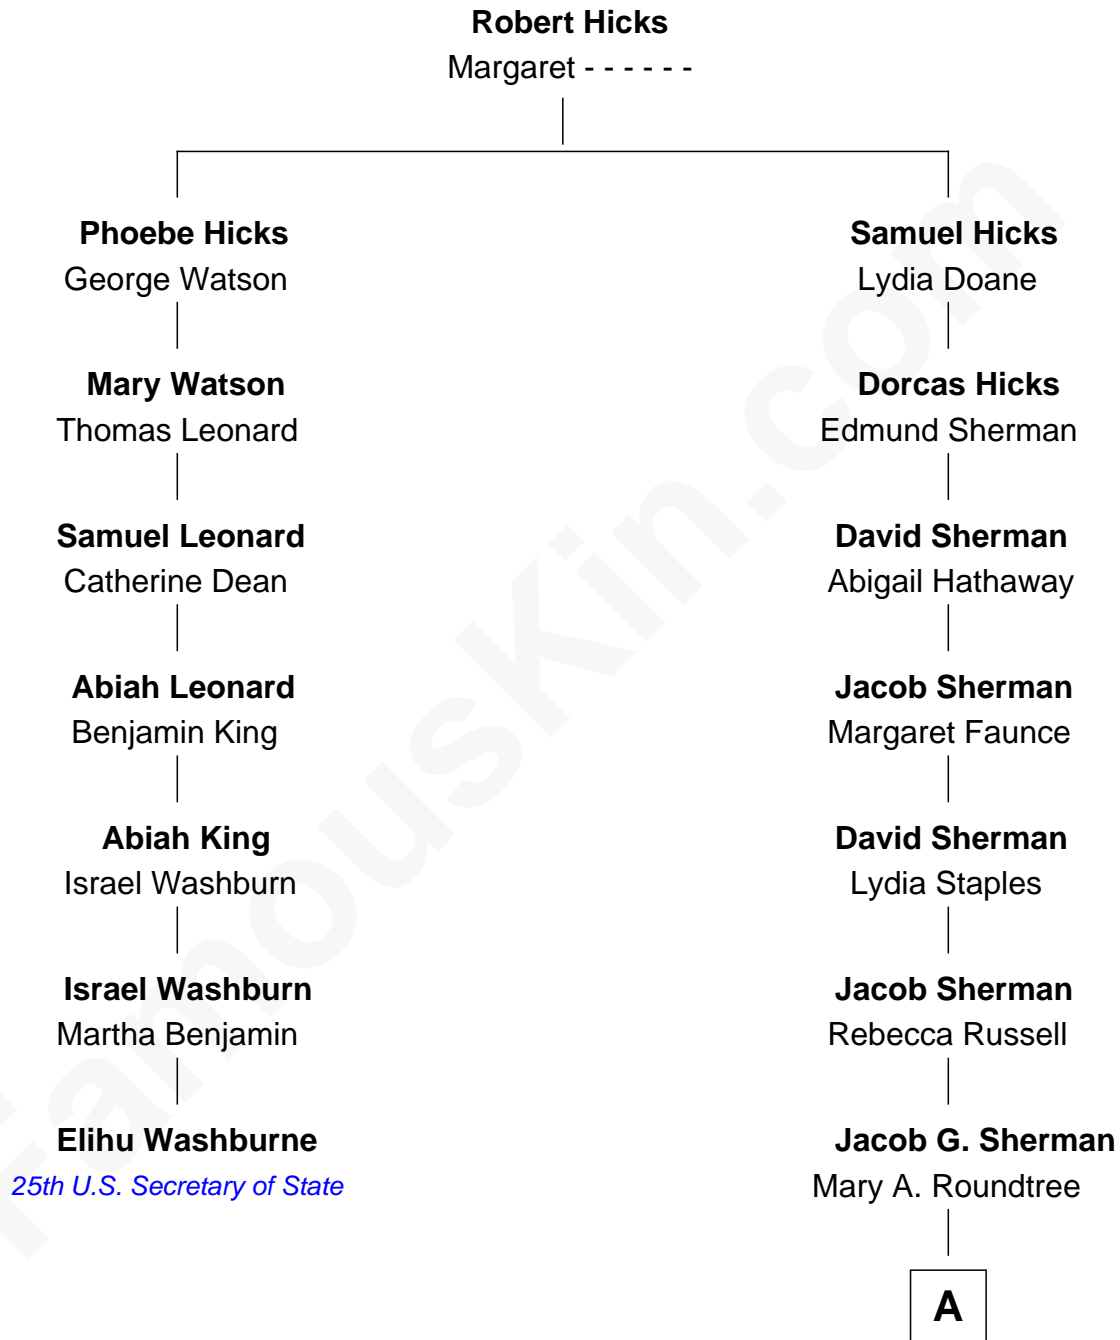 Robert Hicks
Margaret - - - - - -
Phoebe Hicks
George Watson
Samuel Hicks
Lydia Doane
Mary Watson
Thomas Leonard
Dorcas Hicks
Edmund Sherman
Samuel Leonard
Catherine Dean
David Sherman
Abigail Hathaway
Abiah Leonard
Benjamin King
Jacob Sherman
Margaret Faunce
Abiah King
Israel Washburn
David Sherman
Lydia Staples
Israel Washburn
Martha Benjamin
Jacob Sherman
Rebecca Russell
Elihu Washburne
25th U.S. Secretary of State
Jacob G. Sherman
Mary A. Roundtree
A
FamousKin.com